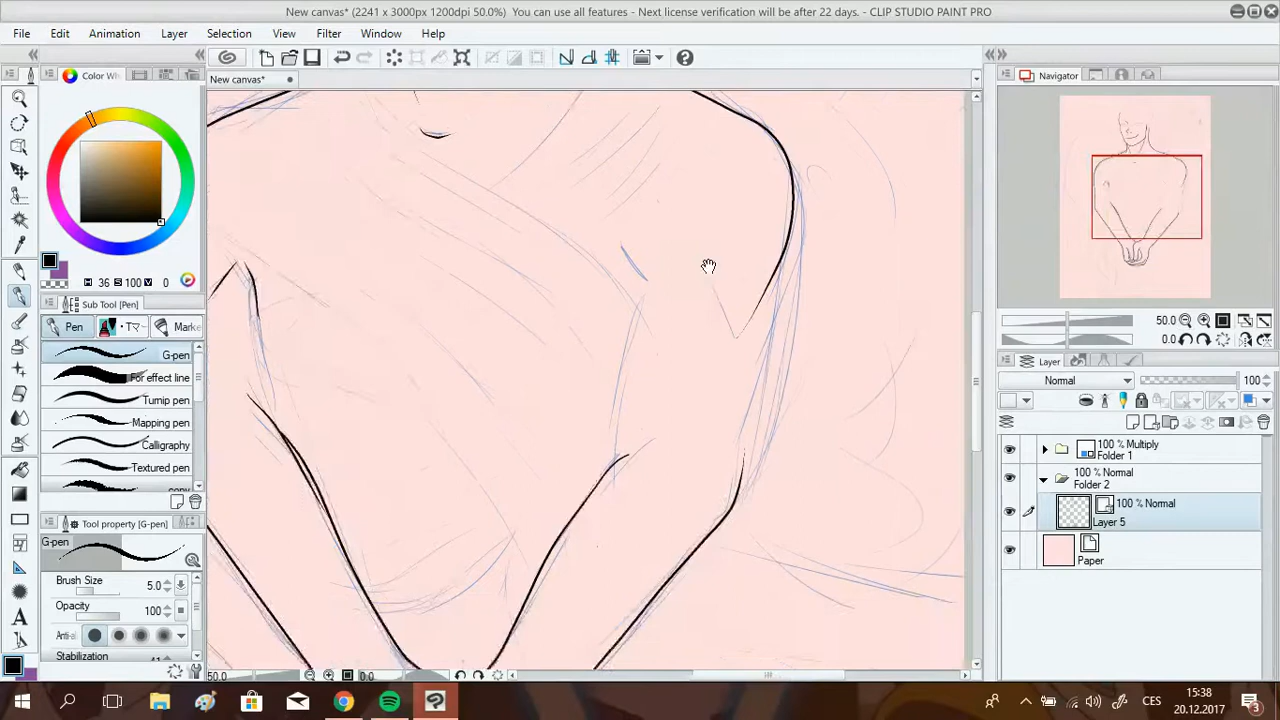 New canvas* (2241 x 3000px 1200dpi 50.0%) You can use all features - Next license verification will be after 22 days. - CLIP STUDIO PAINT PRO
File Edit Animation Layer Selection View Filter Window Help
Color Wh
New canvas*
Navigator
36 S 100 V 0
Sub Tool [Pen]
Pen
Marke
G-pen
For effect line
Turnip pen
Mapping pen
Calligraphy
Textured pen
Tool property [G-pen]
G-pen
Brush Size 5.0
Opacity 100
Anti-al
Stabilization
50.0 0.0
50.0
0.0
Layer
Normal 100
100 % Multiply
Folder 1
100 % Normal
Folder 2
100 % Normal
Layer 5
Paper
CES
15:38
20.12.2017
3